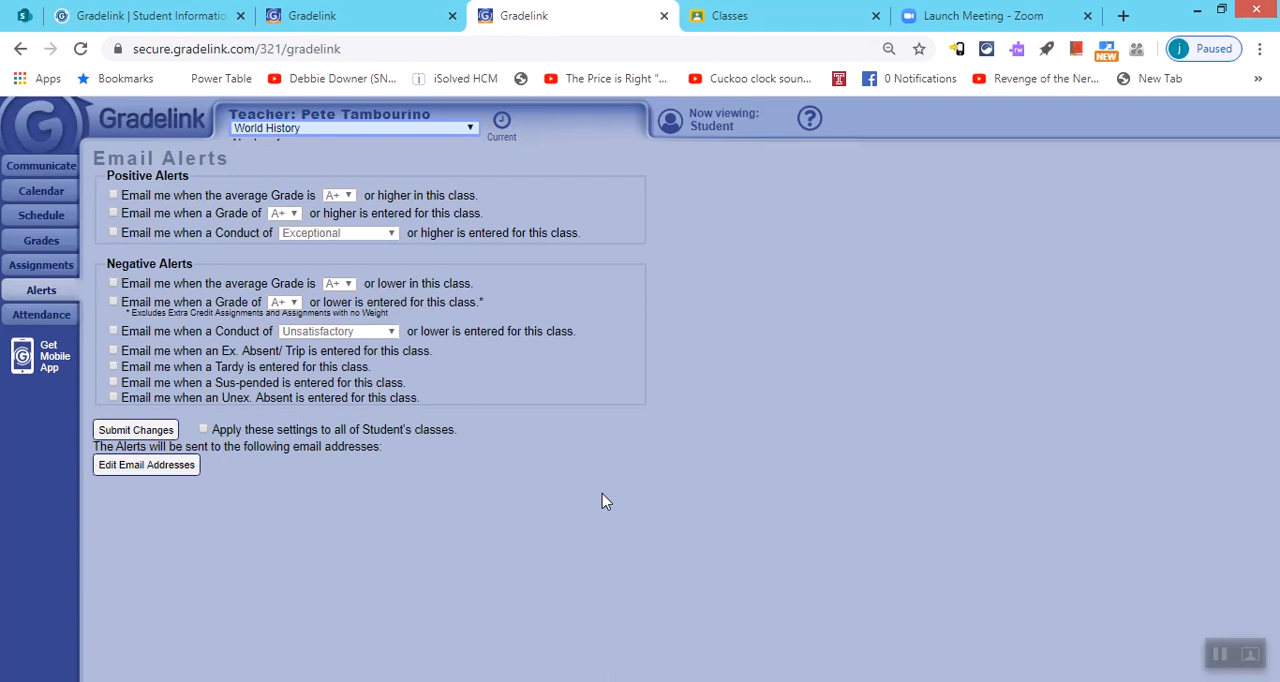 Gradelink | Student Informatio
Gradelink
Gradelink
Classes
Launch Meeting - Zoom
secure.gradelink.com/321/gradelink
NEW
j
Paused
Apps
Bookmarks
Power Table
Debbie Downer (SN...
iSolved HCM
The Price is Right "...
Cuckoo clock soun...
0 Notifications
Revenge of the Ner...
New Tab
»
G
Gradelink
Teacher: Pete Tambourino
World History
Current
Now viewing:
Student
?
Communicate
Calendar
Schedule
Grades
Assignments
Alerts
Attendance
Get
Mobile
App
Email Alerts
Positive Alerts
Email me when the average Grade is A+ or higher in this class.
Email me when a Grade of A+ or higher is entered for this class.
Email me when a Conduct of Exceptional or higher is entered for this class.
Negative Alerts
Email me when the average Grade is A+ or lower in this class.
Email me when a Grade of A+ or lower is entered for this class.*
* Excludes Extra Credit Assignments and Assignments with no Weight
Email me when a Conduct of Unsatisfactory or lower is entered for this class.
Email me when an Ex. Absent/ Trip is entered for this class.
Email me when a Tardy is entered for this class.
Email me when a Sus-pended is entered for this class.
Email me when an Unex. Absent is entered for this class.
Submit Changes
Apply these settings to all of Student's classes.
The Alerts will be sent to the following email addresses:
Edit Email Addresses